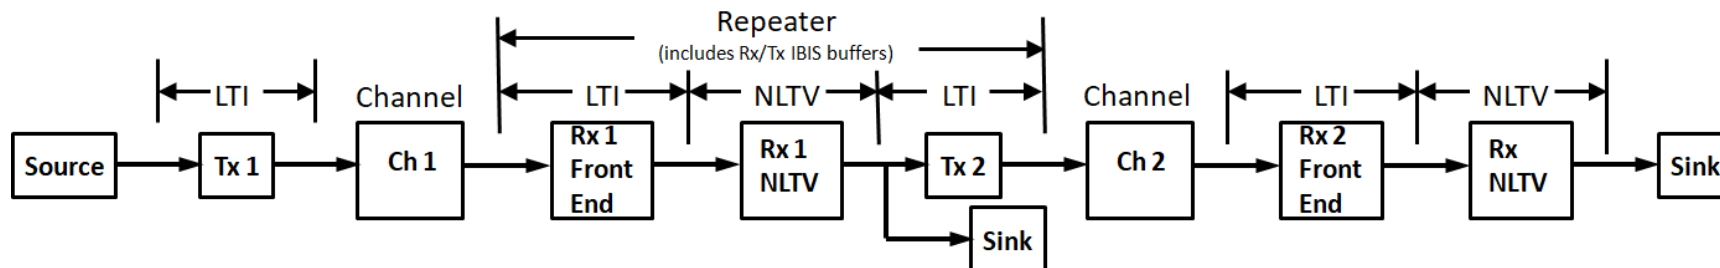 Repeater
(includes Rx/Tx IBIS buffers)
LTI
Channel
LTI
NLTV
LTI
Channel
LTI
NLTV
Source
Tx 1
Ch 1
Rx 1
Front
End
Rx 1
NLTV
Tx 2
Ch 2
Rx 2
Front
End
Rx
NLTV
Sink
Sink